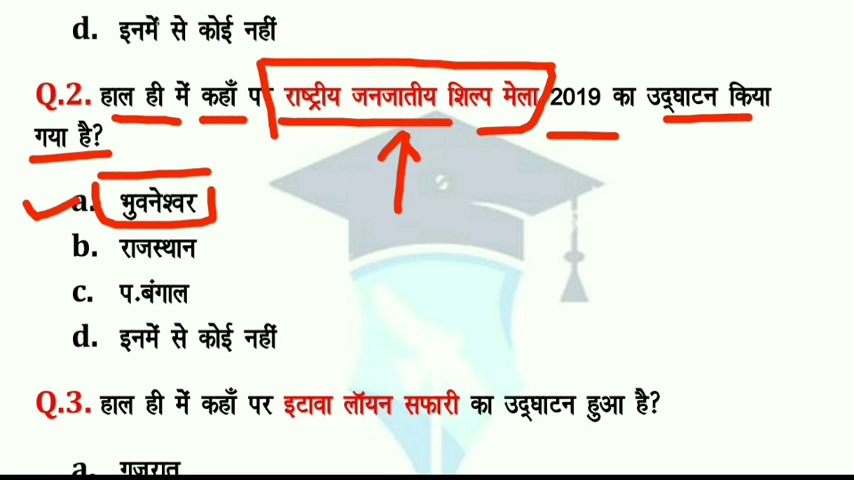 d. इनमें से कोई नहीं
Q.2. हाल ही में कहाँ पर राष्ट्रीय जनजातीय शिल्प मेला 2019 का उद्घाटन किया
गया है?
a. भुवनेश्वर
b. राजस्थान
c. प.बंगाल
d. इनमें से कोई नहीं
Q.3. हाल ही में कहाँ पर इटावा लॉयन सफारी का उद्घाटन हुआ है?
a. गुजरात